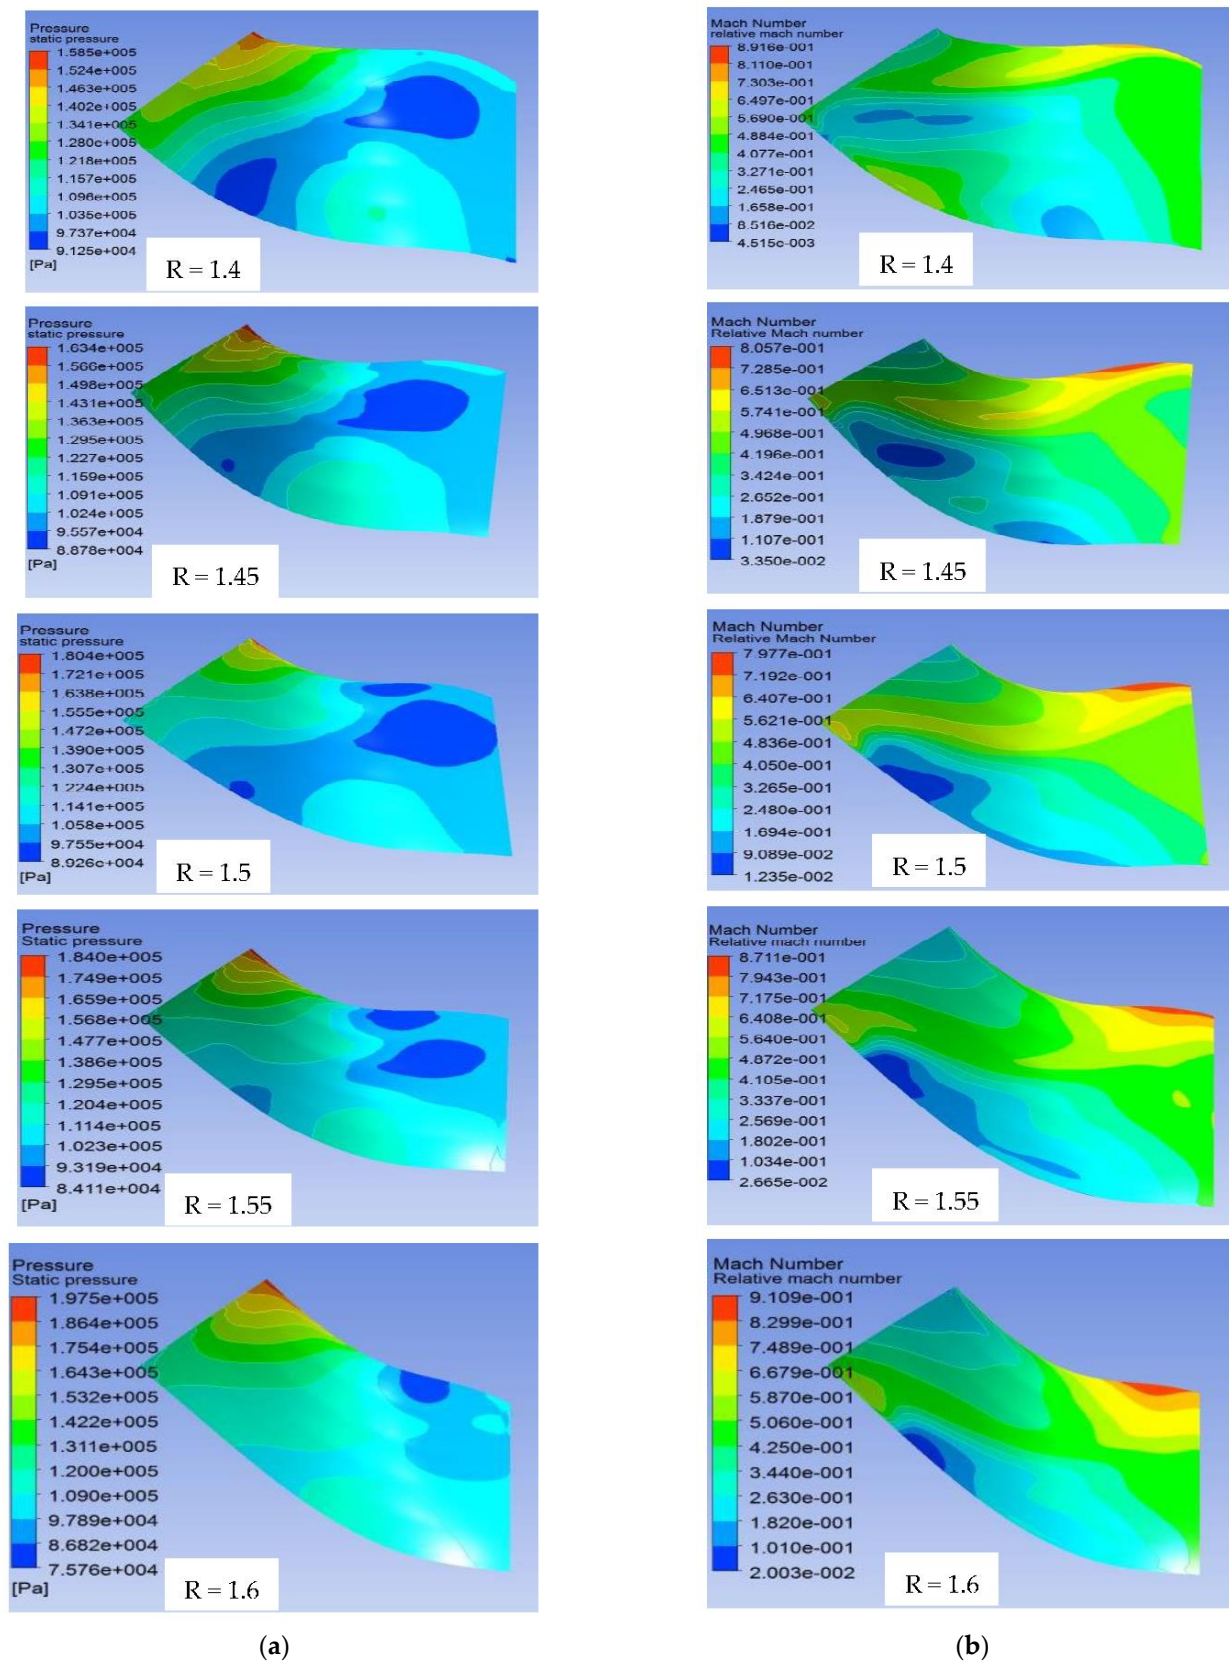 Pressure
static pressure
1.585e+005
1.524e+005
1.463e+005
1.402e+005
1.341e+005
1.280c+005
1.218e+005
1.157e+005
1.096e+005
1.035e+005
9.737e+004
9.125e+004
[Pa]
R = 1.4
Mach Number
relative mach number
8.916e-001
8.110e-001
7.303e-001
6.497e-001
5.690e-001
4.884e-001
4.077e-001
3.271e-001
2.465e-001
1.658e-001
8.516e-002
4.515c-003
R = 1.4
Pressure
static pressure
1.634e+005
1.566e+005
1.498e+005
1.431e+005
1.363e+005
1.295e+005
1.227e+005
1.159e+005
1.091e+005
1.024e+005
9.557e+004
8.878e+004
[Pa]
R = 1.45
Mach Number
Relative Mach number
8.057e-001
7.285e-001
6.513e-001
5.741e-001
4.968e-001
4.196e-001
3.424e-001
2.652e-001
1.879e-001
1.107e-001
3.350e-002
R = 1.45
Pressure
static pressure
1.804e+005
1.721e+005
1.638e+005
1.555e+005
1.472e+005
1.390e+005
1.307e+005
1.224e+005
1.141e+005
1.058e+005
9.755e+004
8.926c+004
[Pa]
R = 1.5
Mach Number
Relative Mach Number
7.977e-001
7.192e-001
6.407e-001
5.621e-001
4.836e-001
4.050e-001
3.265e-001
2.480e-001
1.694e-001
9.089e-002
1.235e-002
R = 1.5
Pressure
Static pressure
1.840e+005
1.749e+005
1.659e+005
1.568e+005
1.477e+005
1.386e+005
1.295e+005
1.204e+005
1.114e+005
1.023e+005
9.319e+004
8.411e+004
[Pa]
R = 1.55
Mach Number
Relative mach number
8.711e-001
7.943e-001
7.175e-001
6.408e-001
5.640e-001
4.872e-001
4.105e-001
3.337e-001
2.569e-001
1.802e-001
1.034e-001
2.665e-002
R = 1.55
Pressure
Static pressure
1.975e+005
1.864e+005
1.754e+005
1.643e+005
1.532e+005
1.422e+005
1.311e+005
1.200e+005
1.090e+005
9.789e+004
8.682e+004
7.576e+004
[Pa]
R = 1.6
Mach Number
Relative mach number
9.109e-001
8.299e-001
7.489e-001
6.679e-001
5.870e-001
5.060e-001
4.250e-001
3.440e-001
2.630e-001
1.820e-001
1.010e-001
2.003e-002
R = 1.6
(a)
(b)